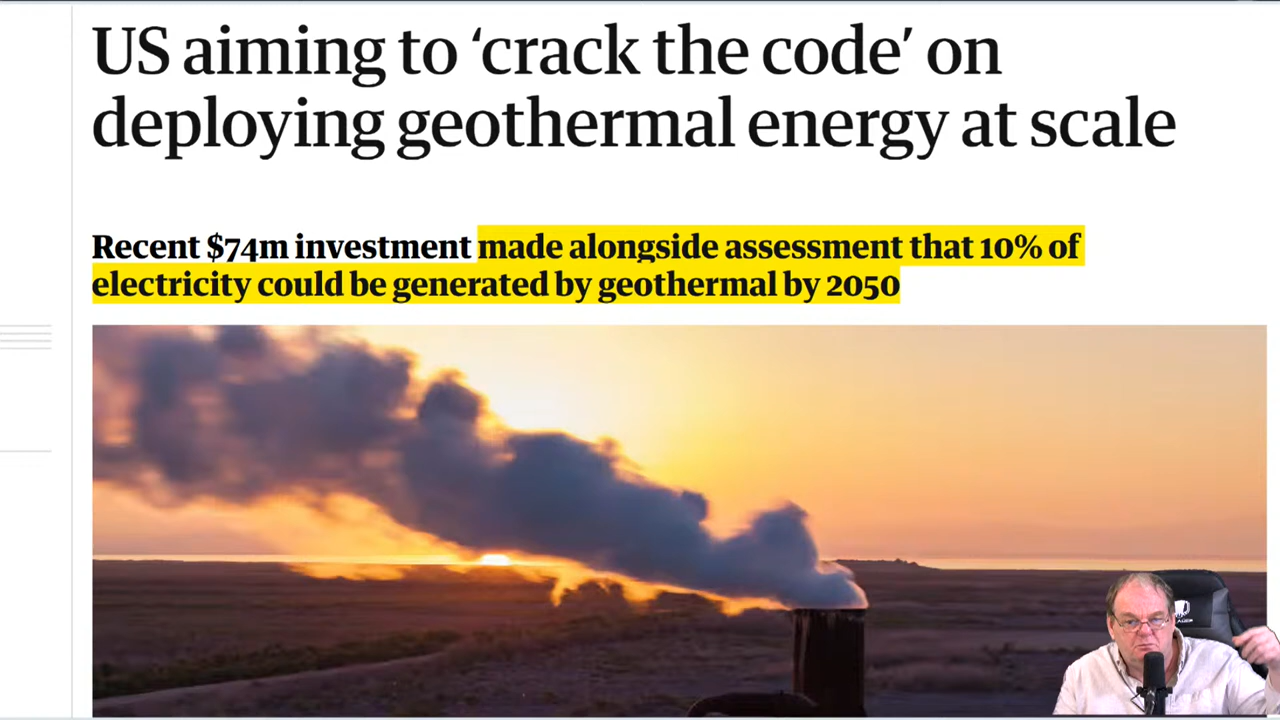 US aiming to ‘crack the code’ on
deploying geothermal energy at scale
Recent $74m investment made alongside assessment that 10% of
electricity could be generated by geothermal by 2050